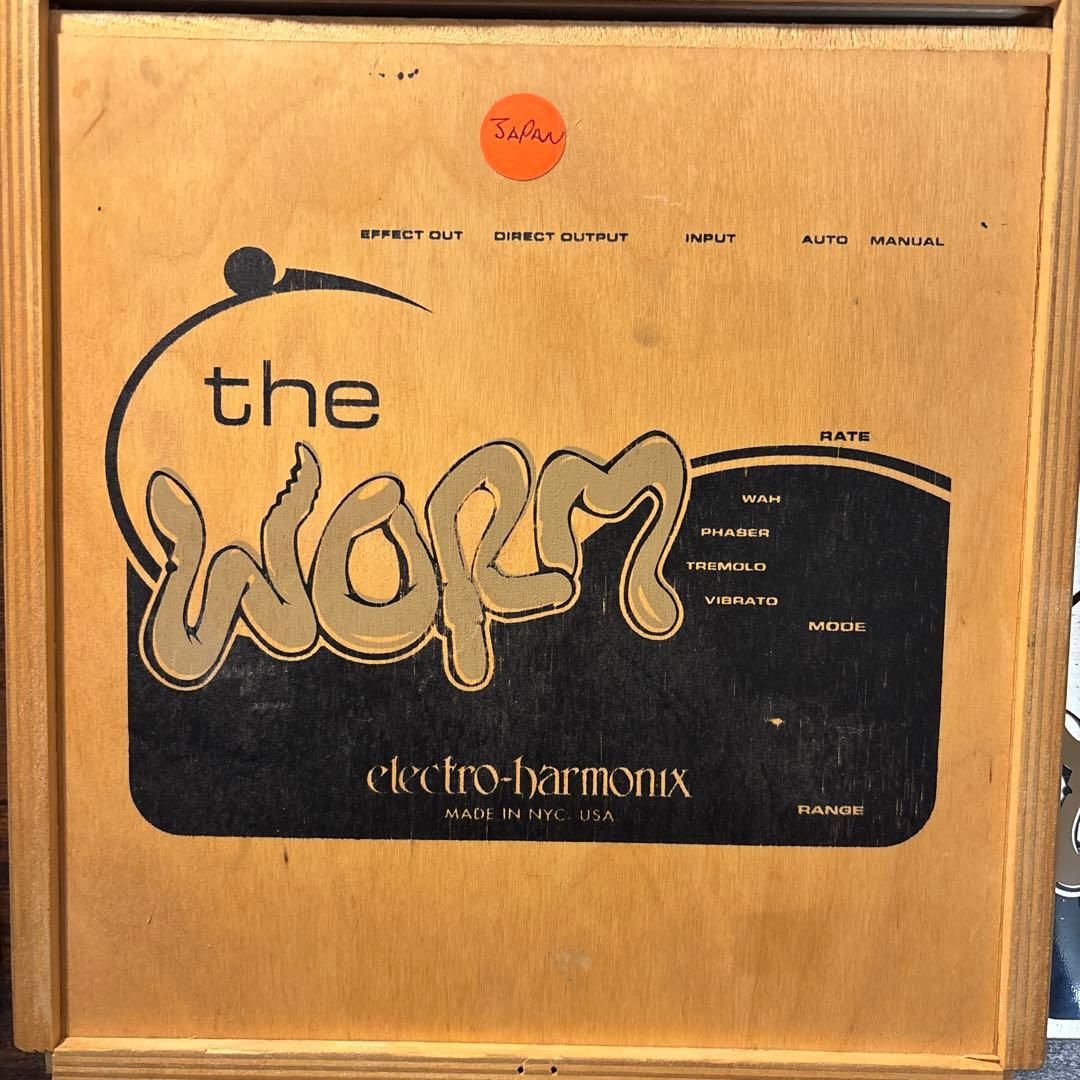 JAPAN
EFFECT OUT DIRECT OUTPUT INPUT AUTO MANUAL
the
WORM
RATE
WAH
PHASER
TREMOLO
VIBRATO
MODE
electro-harmonix
MADE IN NYC, USA
RANGE